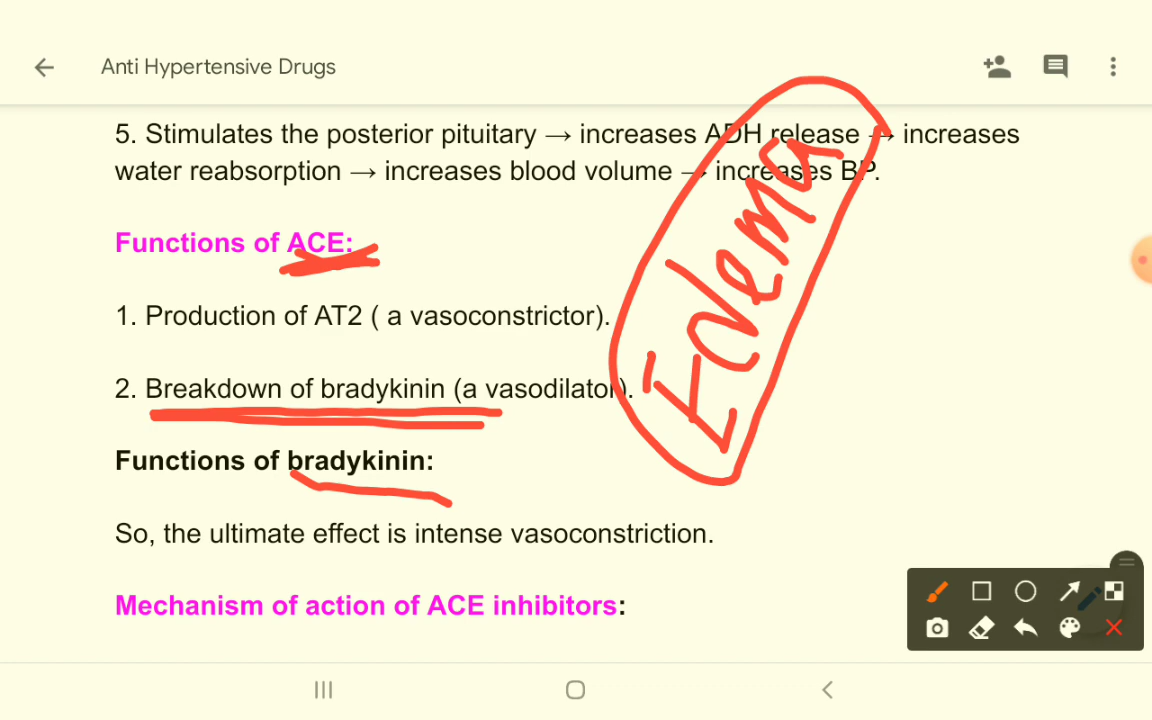 Anti Hypertensive Drugs
5. Stimulates the posterior pituitary → increases ADH release → increases
water reabsorption → increases blood volume → increases BP.
Functions of ACE:
1. Production of AT2 ( a vasoconstrictor).
2. Breakdown of bradykinin (a vasodilator).
Edema
Functions of bradykinin:
So, the ultimate effect is intense vasoconstriction.
Mechanism of action of ACE inhibitors: